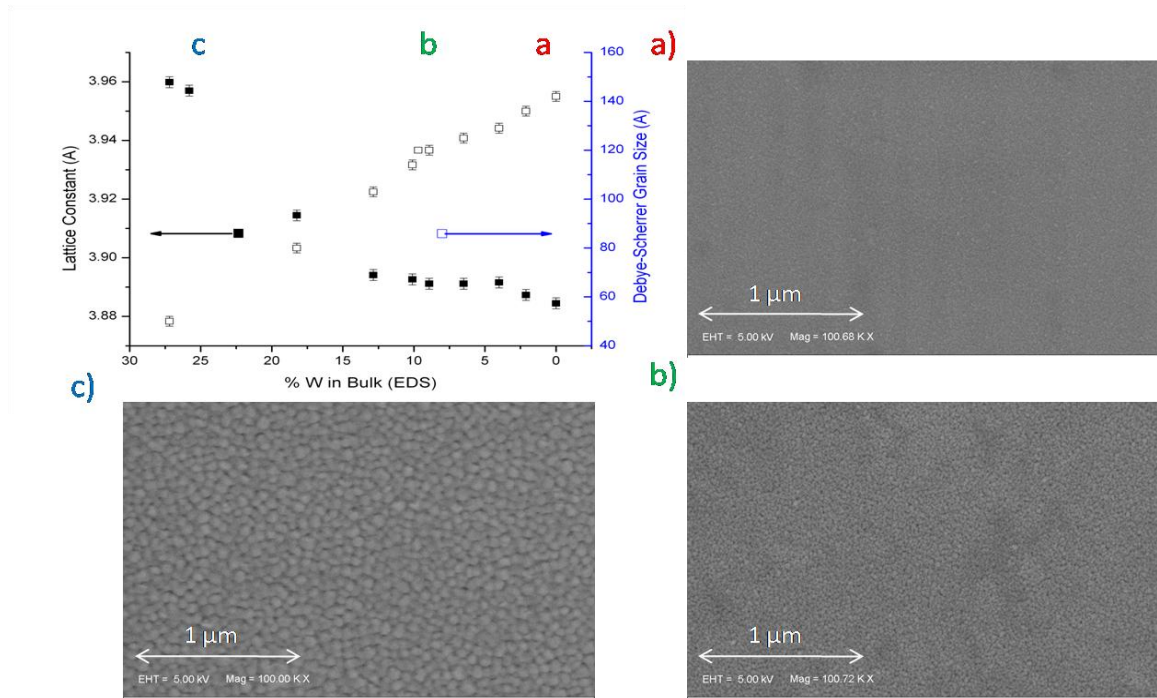 c b a a)
160
140
120
100
80
60
40
Debye-Scherrer Grain Size (A)
3.96
3.94
3.92
3.90
3.88
Lattice Constant (A)
30 25 20 15 10 5 0
% W in Bulk (EDS)
1 μm
EHT = 5.00 kV Mag = 100.68 K X
c)
1 μm
EHT = 5.00 kV Mag = 100.00 K X
b)
1 μm
EHT = 5.00 kV Mag = 100.72 K X